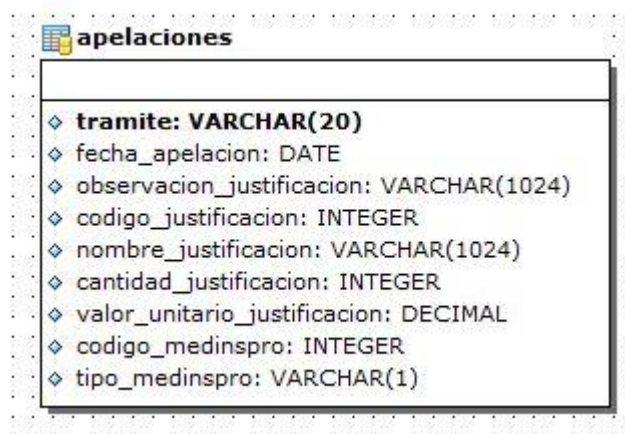 apelaciones
tramite: VARCHAR(20)
fecha_apelacion: DATE
observacion_justificacion: VARCHAR(1024)
codigo_justificacion: INTEGER
nombre_justificacion: VARCHAR(1024)
cantidad_justificacion: INTEGER
valor_unitario_justificacion: DECIMAL
codigo_medinspro: INTEGER
tipo_medinspro: VARCHAR(1)